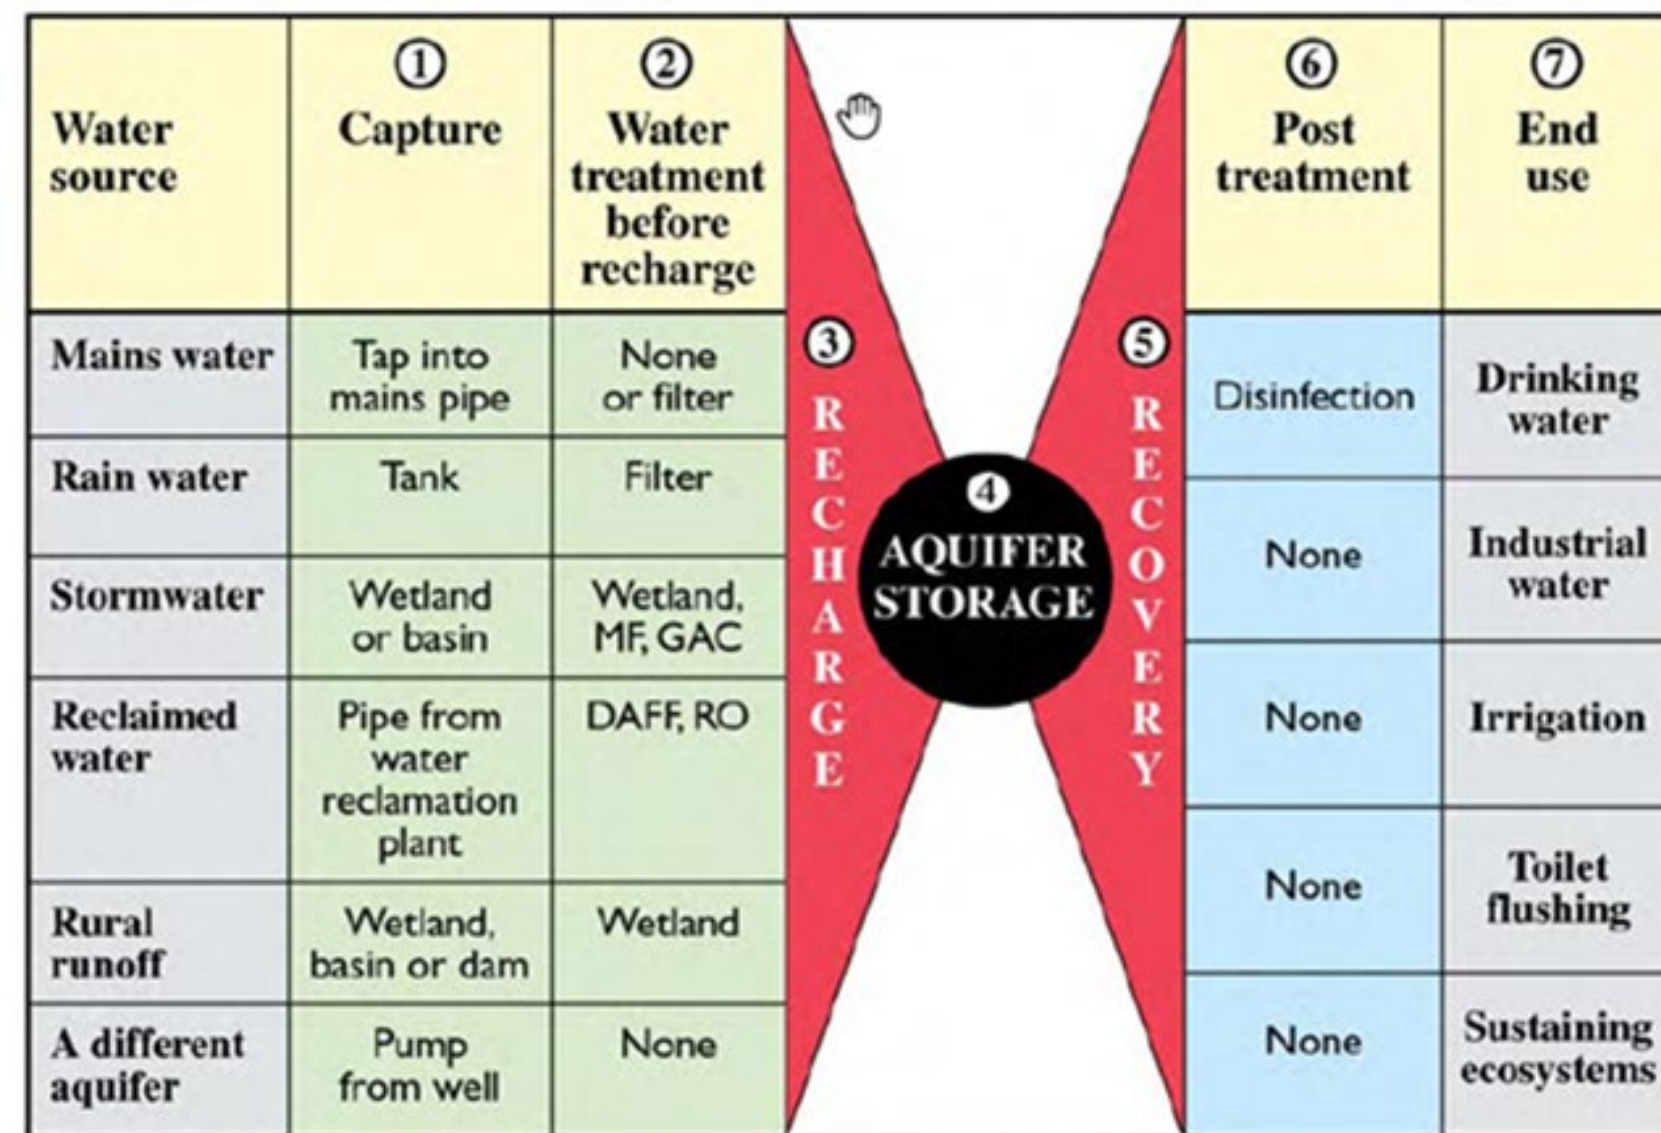 Water
source
①
Capture
②
Water
treatment
before
recharge
⑥
Post
treatment
⑦
End
use
Mains water
Tap into
mains pipe
None
or filter
Rain water
Tank
Filter
Stormwater
Wetland
or basin
Wetland,
MF, GAC
Reclaimed
water
Pipe from
water
reclamation
plant
DAFF, RO
Rural
runoff
Wetland,
basin or dam
Wetland
A different
aquifer
Pump
from well
None
③
RECHARGE
④
AQUIFER
STORAGE
⑤
RECOVERY
Disinfection
Drinking
water
None
Industrial
water
None
Irrigation
None
Toilet
flushing
None
Sustaining
ecosystems